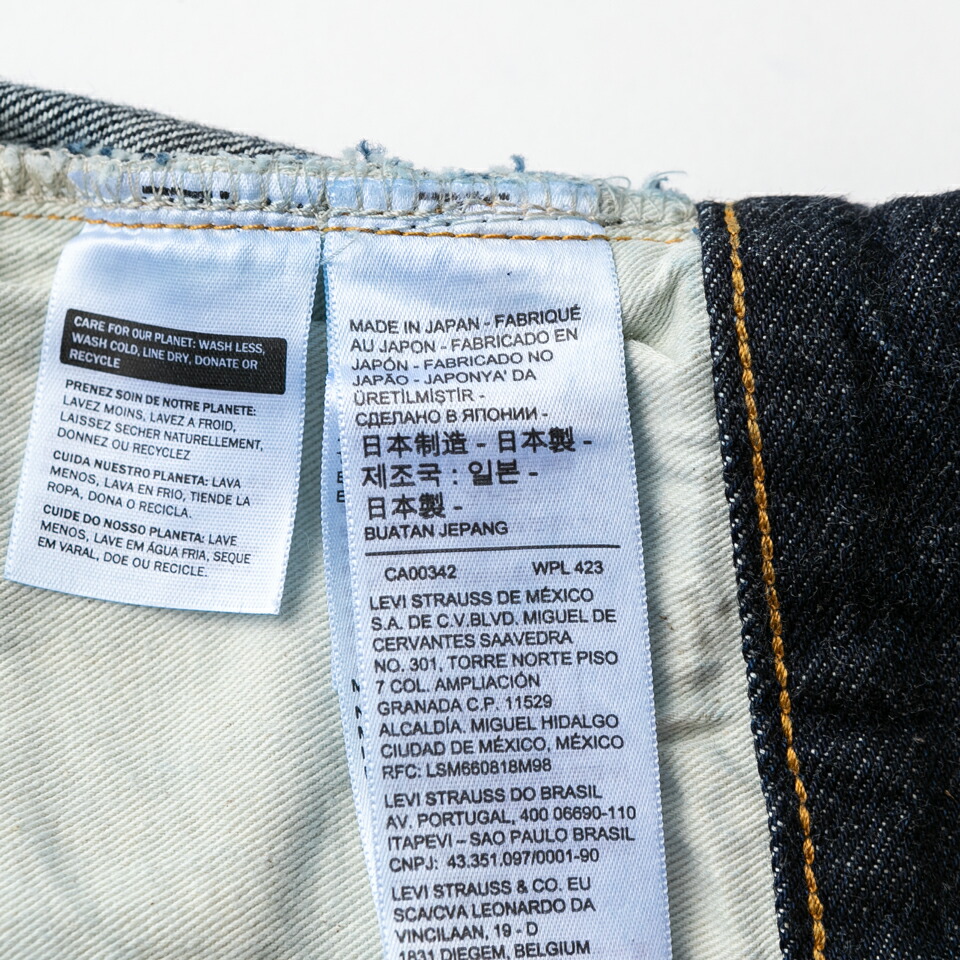 CARE FOR OUR PLANET: WASH LESS,
WASH COLD, LINE DRY, DONATE OR
RECYCLE
PRENEZ SOIN DE NOTRE PLANETE:
LAVEZ MOINS, LAVEZ A FROID,
LAISSEZ SECHER NATURELLEMENT,
DONNEZ OU RECYCLEZ
CUIDA NUESTRO PLANETA: LAVA
MENOS, LAVA EN FRIO, TIENDE LA
ROPA, DONA O RECICLA.
CUIDE DO NOSSO PLANETA: LAVE
MENOS, LAVE EM ÁGUA FRIA, SEQUE
EM VARAL, DOE OU RECICLE.
MADE IN JAPAN - FABRIQUÉ
AU JAPON - FABRICADO EN
JAPÓN - FABRICADO NO
JAPÃO - JAPONYA' DA
ÜRETİLMİŞTİR -
СДЕЛАНО В ЯПОНИИ -
日本制造 - 日本製 -
제조국 : 일본 -
日本製 -
BUATAN JEPANG
CA00342 WPL 423
LEVI STRAUSS DE MÉXICO
S.A. DE C.V.BLVD. MIGUEL DE
CERVANTES SAAVEDRA
NO. 301, TORRE NORTE PISO
7 COL. AMPLIACIÓN
GRANADA C.P. 11529
ALCALDÍA. MIGUEL HIDALGO
CIUDAD DE MÉXICO, MÉXICO
RFC: LSM660818M98
LEVI STRAUSS DO BRASIL
AV. PORTUGAL, 400 06690-110
ITAPEVI – SAO PAULO BRASIL
CNPJ: 43.351.097/0001-90
LEVI STRAUSS & CO. EU
SCA/CVA LEONARDO DA
VINCILAAN, 19 - D
1831 DIEGEM, BELGIUM